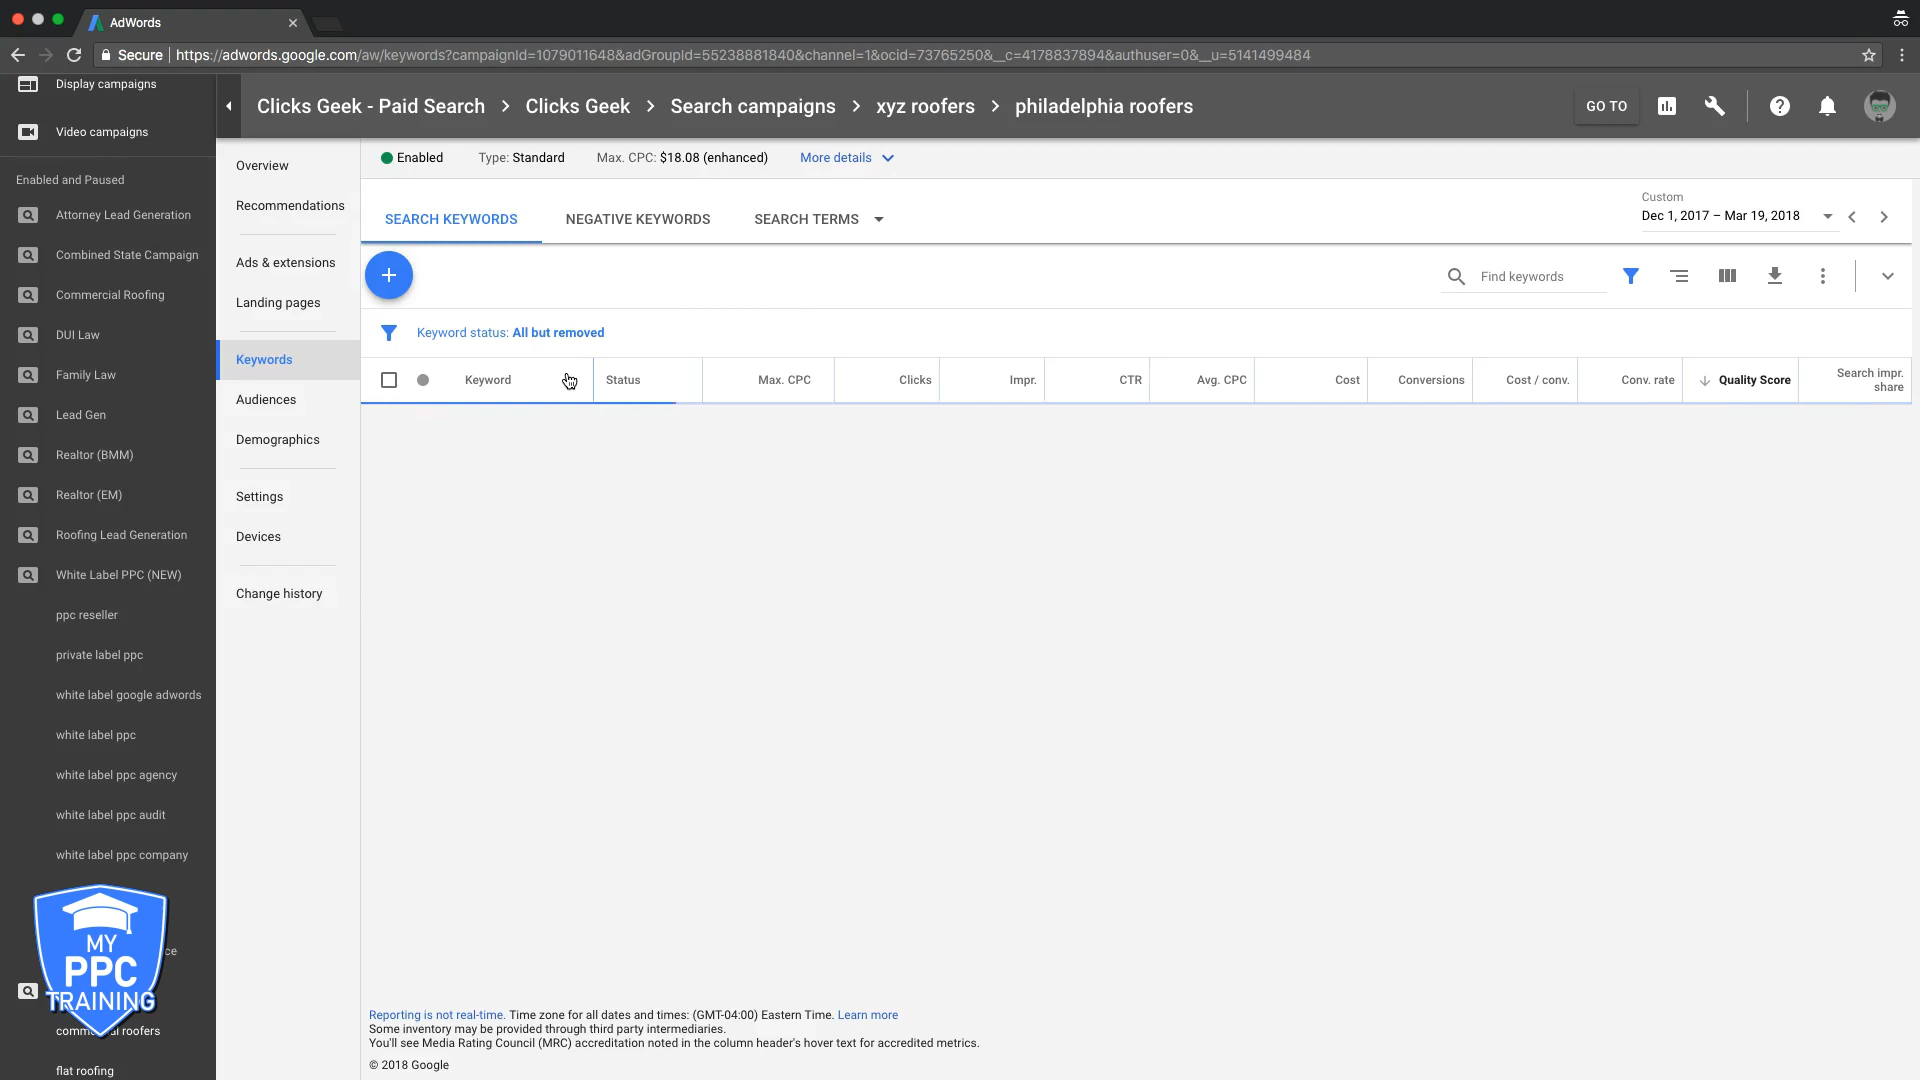 AdWords
Secure
https://adwords.google.com/aw/keywords?campaignId=1079011648&adGroupId=55238881840&channel=1&ocid=73765250&__c=4178837894&authuser=0&__u=5141499484
Display campaigns
Video campaigns
Enabled and Paused
Attorney Lead Generation
Combined State Campaign
Commercial Roofing
DUI Law
Family Law
Lead Gen
Realtor (BMM)
Realtor (EM)
Roofing Lead Generation
White Label PPC (NEW)
ppc reseller
private label ppc
white label google adwords
white label ppc
white label ppc agency
white label ppc audit
white label ppc company
MY
PPC
TRAINING
roofers
flat roofing
Clicks Geek - Paid Search
Clicks Geek
Search campaigns
xyz roofers
philadelphia roofers
GO TO
Overview
Recommendations
Ads & extensions
Landing pages
Keywords
Audiences
Demographics
Settings
Devices
Change history
Enabled
Type: Standard
Max. CPC: $18.08 (enhanced)
More details
SEARCH KEYWORDS
NEGATIVE KEYWORDS
SEARCH TERMS
Custom
Dec 1, 2017 – Mar 19, 2018
Find keywords
Keyword status: All but removed
Keyword
Status
Max. CPC
Clicks
Impr.
CTR
Avg. CPC
Cost
Conversions
Cost / conv.
Conv. rate
Quality Score
Search impr.
share
Reporting is not real-time. Time zone for all dates and times: (GMT-04:00) Eastern Time. Learn more
Some inventory may be provided through third party intermediaries.
You'll see Media Rating Council (MRC) accreditation noted in the column header's hover text for accredited metrics.
© 2018 Google